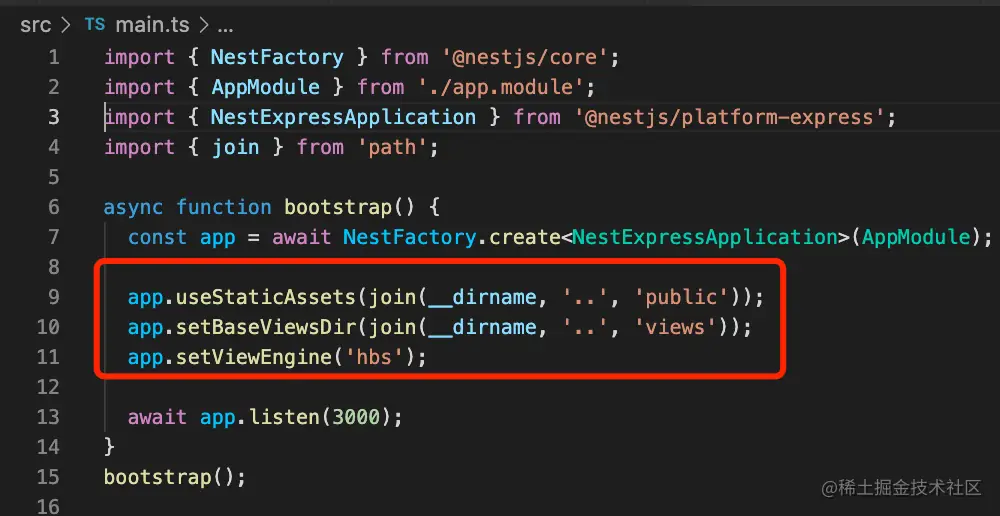 src > TS main.ts > ...
1 import { NestFactory } from '@nestjs/core';
2 import { AppModule } from './app.module';
3 import { NestExpressApplication } from '@nestjs/platform-express';
4 import { join } from 'path';
5
6 async function bootstrap() {
7   const app = await NestFactory.create<NestExpressApplication>(AppModule);
8
9   app.useStaticAssets(join(__dirname, '..', 'public'));
10   app.setBaseViewsDir(join(__dirname, '..', 'views'));
11   app.setViewEngine('hbs');
12
13   await app.listen(3000);
14 }
15 bootstrap();
16
@稀土掘金技术社区